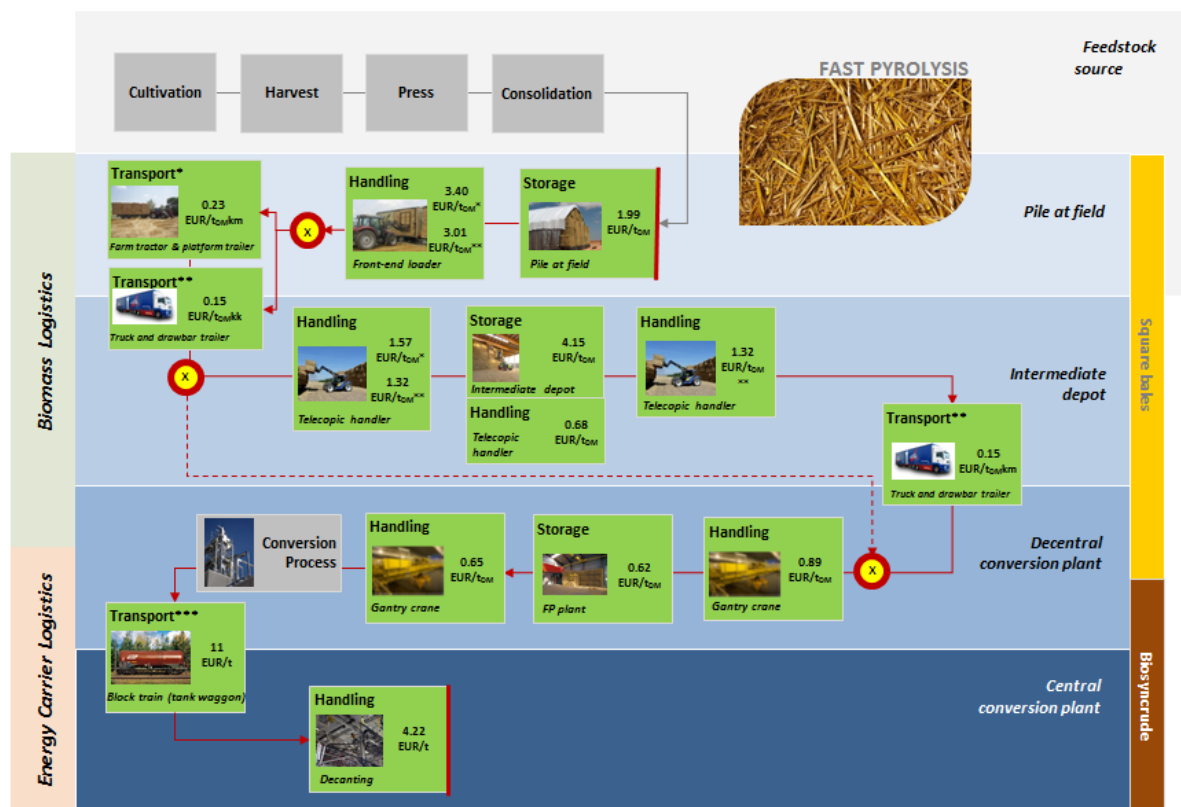 Feedstock
source
FAST PYROLYSIS
Cultivation
Harvest
Press
Consolidation
Biomass Logistics
Energy Carrier Logistics
Square bales
Biosyncrude
Pile at field
Transport*
0.23
EUR/tDMkm
Farm tractor & platform trailer
X
Handling
3.40
EUR/tDM*
3.01
EUR/tDM**
Front-end loader
Storage
1.99
EUR/tDM
Pile at field
Transport**
0.15
EUR/tDMkk
Truck and drawbar trailer
X
Intermediate
depot
Handling
1.57
EUR/tDM*
1.32
EUR/tDM**
Telecopic handler
Storage
4.15
EUR/tDM
Intermediate depot
Handling
0.68
EUR/tDM
Telecopic
handler
Handling
1.32
EUR/tDM
**
Telecopic handler
Transport**
0.15
EUR/tDMkm
Truck and drawbar trailer
Decentral
conversion plant
Conversion
Process
Handling
0.65
EUR/tDM
Gantry crane
Storage
0.62
EUR/tDM
FP plant
Handling
0.89
EUR/tDM
Gantry crane
X
Transport***
11
EUR/t
Block train (tank waggon)
Central
conversion plant
Handling
4.22
EUR/t
Decanting